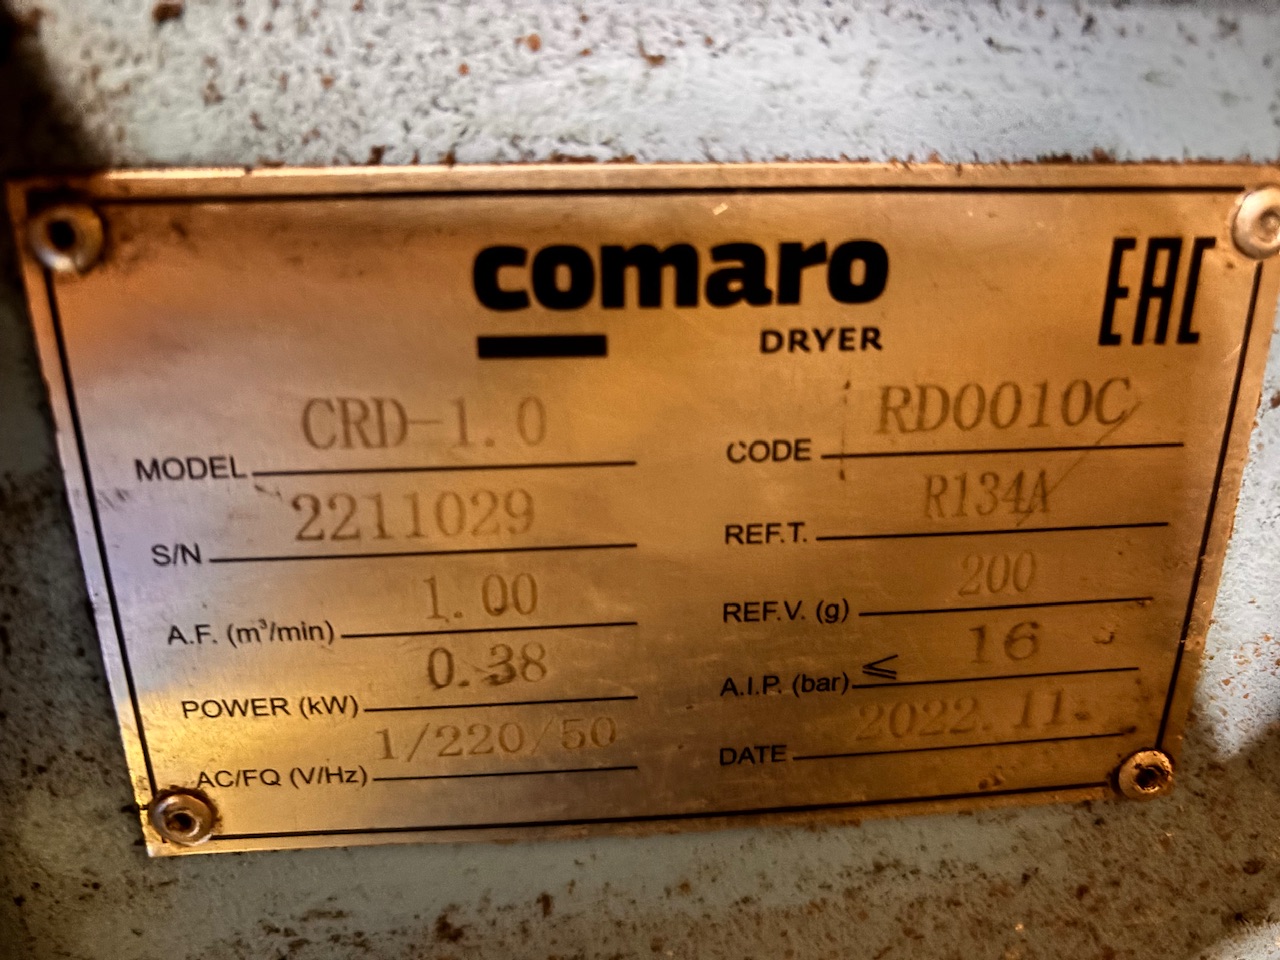 comaro
DRYER
EAC
MODEL CRD-1.0
CODE RD0010C
S/N 2211029
REF.T. R134A
A.F. (m³/min) 1.00
REF.V. (g) 200
POWER (kW) 0.38
A.I.P. (bar) ≤ 16
AC/FQ (V/Hz) 1/220/50
DATE 2022.11.